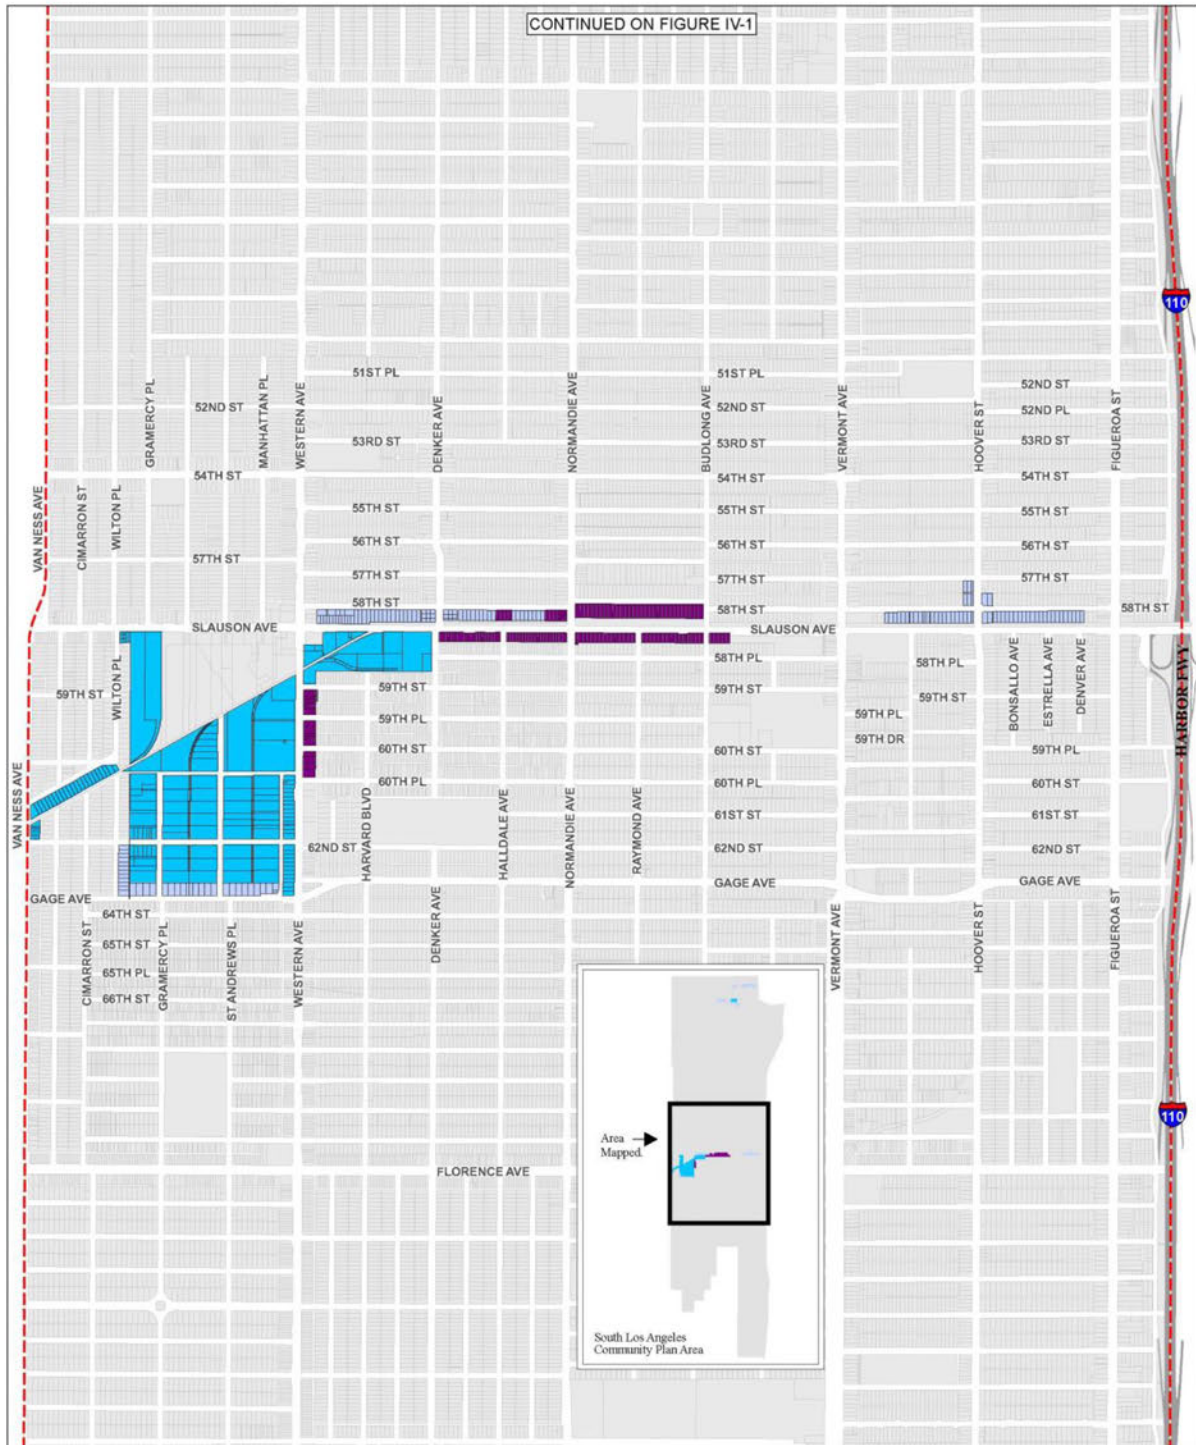 CONTINUED ON FIGURE IV-1
110
51ST PL
51ST PL
52ND ST
52ND PL
52ND ST
52ND ST
GRAMERCY PL
MANHATTAN PL
WESTERN AVE
DENKER AVE
NORMANDIE AVE
BUDLONG AVE
VERMONT AVE
HOOVER ST
FIGUEROA ST
53RD ST
53RD ST
53RD ST
54TH ST
54TH ST
54TH ST
VAN NESS AVE
CIMARRON ST
WILTON PL
55TH ST
55TH ST
55TH ST
56TH ST
56TH ST
56TH ST
57TH ST
57TH ST
57TH ST
57TH ST
58TH ST
58TH ST
58TH ST
SLAUSON AVE
SLAUSON AVE
58TH PL
58TH PL
59TH ST
WILTON PL
59TH ST
59TH ST
59TH ST
BONSALLO AVE
ESTRELLA AVE
DENVER AVE
HARBOR FWY
59TH PL
59TH PL
59TH DR
60TH ST
60TH ST
59TH PL
60TH PL
60TH PL
60TH ST
VAN NESS AVE
HARVARD BLVD
HALLDALE AVE
NORMANDIE AVE
RAYMOND AVE
61ST ST
61ST ST
62ND ST
62ND ST
62ND ST
GAGE AVE
GAGE AVE
GAGE AVE
64TH ST
65TH ST
65TH PL
66TH ST
CIMARRON ST
GRAMERCY PL
ST ANDREWS PL
WESTERN AVE
DENKER AVE
VERMONT AVE
HOOVER ST
FIGUEROA ST
110
Area
Mapped.
FLORENCE AVE
South Los Angeles
Community Plan Area